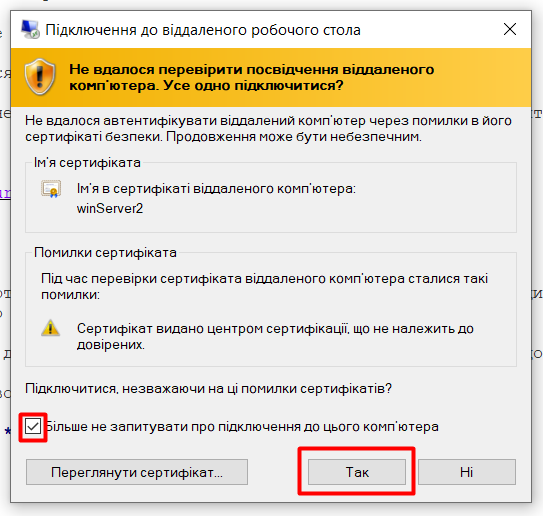 Підключення до віддаленого робочого стола
Не вдалося перевірити посвідчення віддаленого
комп'ютера. Усе одно підключитися?
Не вдалося автентифікувати віддалений комп'ютер через помилки в його
сертифікаті безпеки. Продовження може бути небезпечним.
Ім'я сертифіката
Ім'я в сертифікаті віддаленого комп'ютера:
winServer2
Помилки сертифіката
Під час перевірки сертифіката віддаленого комп'ютера сталися такі
помилки:
Сертифікат видано центром сертифікації, що не належить до
довірених.
Підключитися, незважаючи на ці помилки сертифікатів?
Більше не запитувати про підключення до цього комп'ютера
Переглянути сертифікат...
Так
Ні